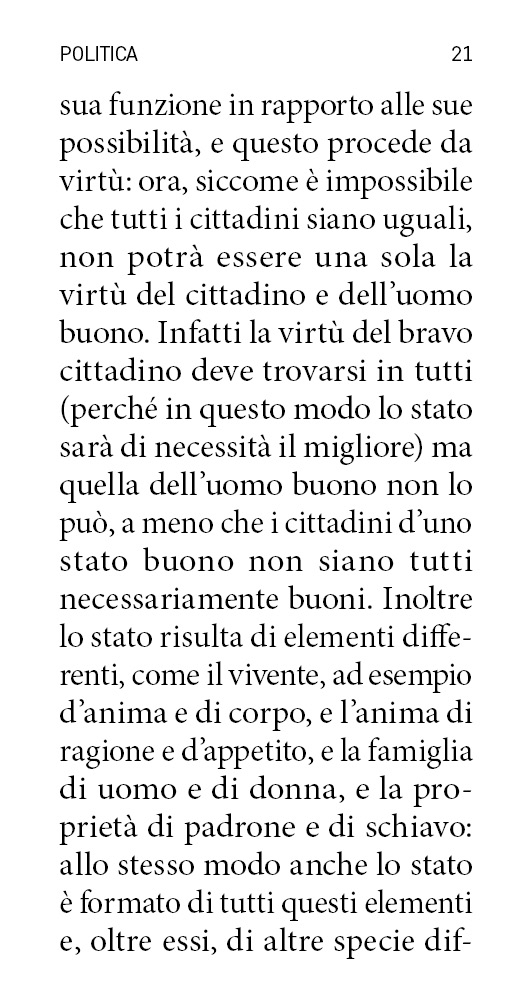 POLITICA 21
sua funzione in rapporto alle sue
possibilità, e questo procede da
virtù: ora, siccome è impossibile
che tutti i cittadini siano uguali,
non potrà essere una sola la
virtù del cittadino e dell’uomo
buono. Infatti la virtù del bravo
cittadino deve trovarsi in tutti
(perché in questo modo lo stato
sarà di necessità il migliore) ma
quella dell’uomo buono non lo
può, a meno che i cittadini d’uno
stato buono non siano tutti
necessariamente buoni. Inoltre
lo stato risulta di elementi diffe-
renti, come il vivente, ad esempio
d’anima e di corpo, e l’anima di
ragione e d’appetito, e la famiglia
di uomo e di donna, e la pro-
prietà di padrone e di schiavo:
allo stesso modo anche lo stato
è formato di tutti questi elementi
e, oltre essi, di altre specie dif-